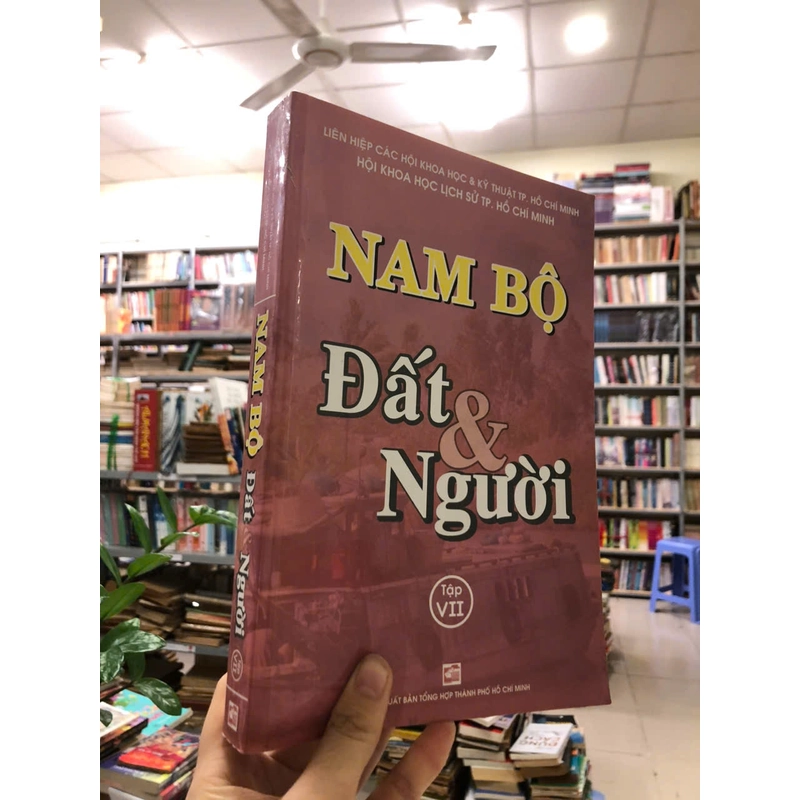 LIÊN HIỆP CÁC HỘI KHOA HỌC & KỸ THUẬT TP. HỒ CHÍ MINH
HỘI KHOA HỌC LỊCH SỬ TP. HỒ CHÍ MINH
NAM BỘ
Đất
&
Người
Tập
VII
XUẤT BẢN TỔNG HỢP THÀNH PHỐ HỒ CHÍ MINH
NAM BỘ Đất & Người VII